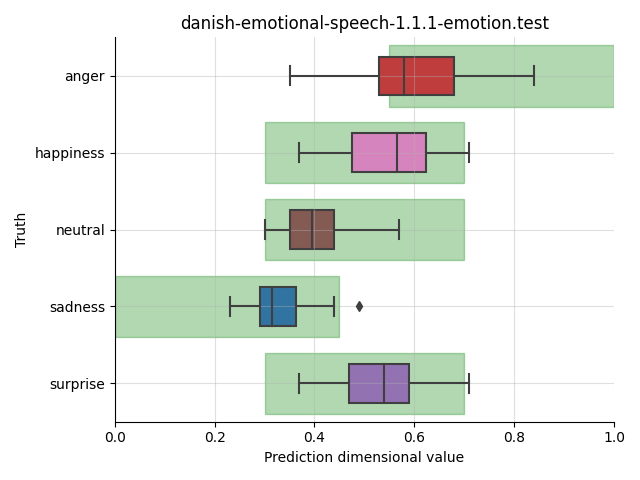 danish-emotional-speech-1.1.1-emotion.test
anger
happiness
neutral
sadness
surprise
Truth
0.0 0.2 0.4 0.6 0.8 1.0
Prediction dimensional value